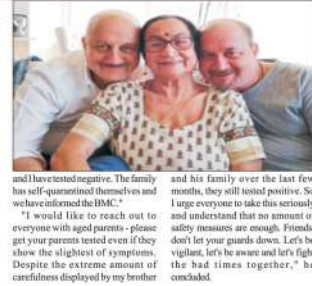 and I have tested negative. The family
has self-quarantined themselves and
we have informed the BMC."
"I would like to reach out to
everyone with aged parents - please
get your parents tested even if they
show the slightest of symptoms.
Despite the extreme amount of
carefulness displayed by my brother
and his family over the last few
months, they still tested positive. So
I urge everyone to take this seriously
and understand that no amount of
safety measures are enough. Friends
don't let your guards down. Let's be
vigilant, let's be aware and let's fight
the bad times together," he
concluded.